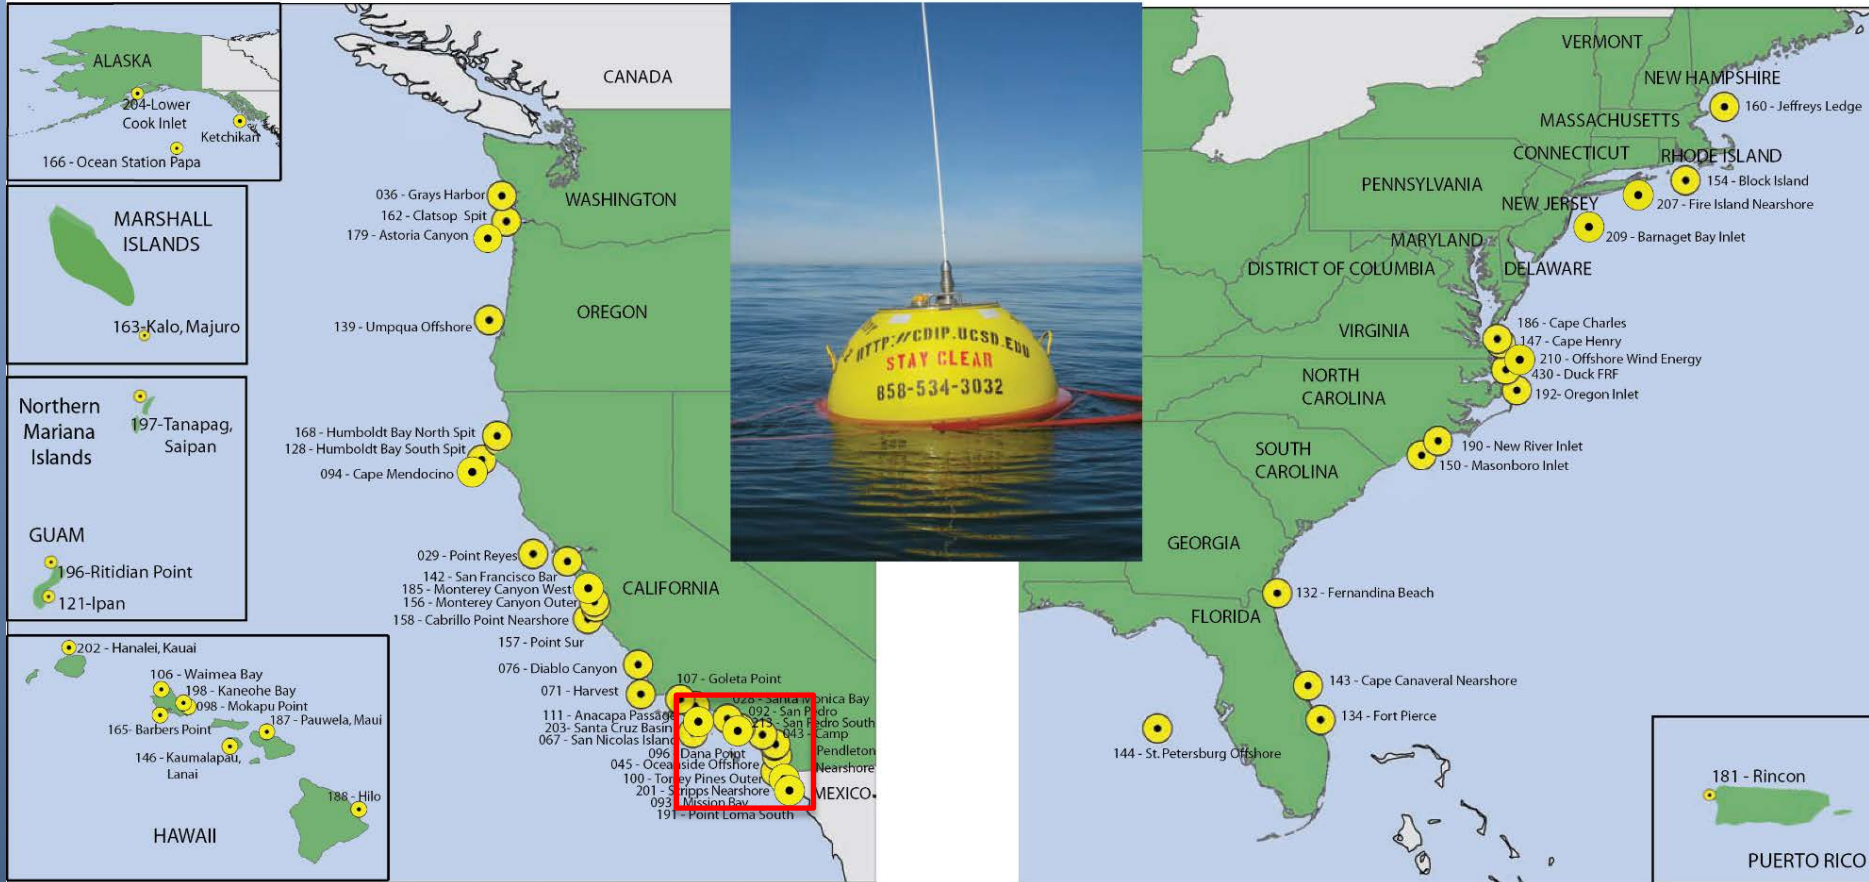 ALASKA
204-Lower
Cook Inlet
Ketchikan
166 - Ocean Station Papa
MARSHALL
ISLANDS
163-Kalo, Majuro
Northern
Mariana
Islands
197-Tanapag,
Saipan
GUAM
196-Ritidian Point
121-Ipan
202 - Hanalei, Kauai
106 - Waimea Bay
198 - Kaneohe Bay
098 - Mokapu Point
187 - Pauwela, Maui
165- Barbers Point
146 - Kaumalapau,
Lanai
188 - Hilo
HAWAII
CANADA
036 - Grays Harbor
WASHINGTON
162 - Clatsop Spit
179 - Astoria Canyon
OREGON
139 - Umpqua Offshore
168 - Humboldt Bay North Spit
128 - Humboldt Bay South Spit
094 - Cape Mendocino
029 - Point Reyes
142 - San Francisco Bar
185 - Monterey Canyon West
CALIFORNIA
156 - Monterey Canyon Outer
158 - Cabrillo Point Nearshore
157 - Point Sur
076 - Diablo Canyon
107 - Goleta Point
071 - Harvest
028 - Santa Monica Bay
092 - San Pedro
111 - Anacapa Passage
213 - San Pedro South
203- Santa Cruz Basin
043 - Camp
067 - San Nicolas Island
Pendleton
096 - Dana Point
Nearshore
045 - Oceanside Offshore
100 - Torrey Pines Outer
201 - Scripps Nearshore
MEXICO
093 - Mission Bay
191 - Point Loma South
HTTP://CDIP.UCSD.EDU
STAY CLEAR
858-534-3032
VERMONT
NEW HAMPSHIRE
160 - Jeffreys Ledge
MASSACHUSETTS
CONNECTICUT
RHODE ISLAND
PENNSYLVANIA
154 - Block Island
NEW JERSEY
207 - Fire Island Nearshore
MARYLAND
209 - Barnaget Bay Inlet
DISTRICT OF COLUMBIA
DELAWARE
VIRGINIA
186 - Cape Charles
147 - Cape Henry
210 - Offshore Wind Energy
430 - Duck FRF
NORTH
CAROLINA
192- Oregon Inlet
SOUTH
CAROLINA
190 - New River Inlet
150 - Masonboro Inlet
GEORGIA
132 - Fernandina Beach
FLORIDA
143 - Cape Canaveral Nearshore
134 - Fort Pierce
144 - St. Petersburg Offshore
181 - Rincon
PUERTO RICO